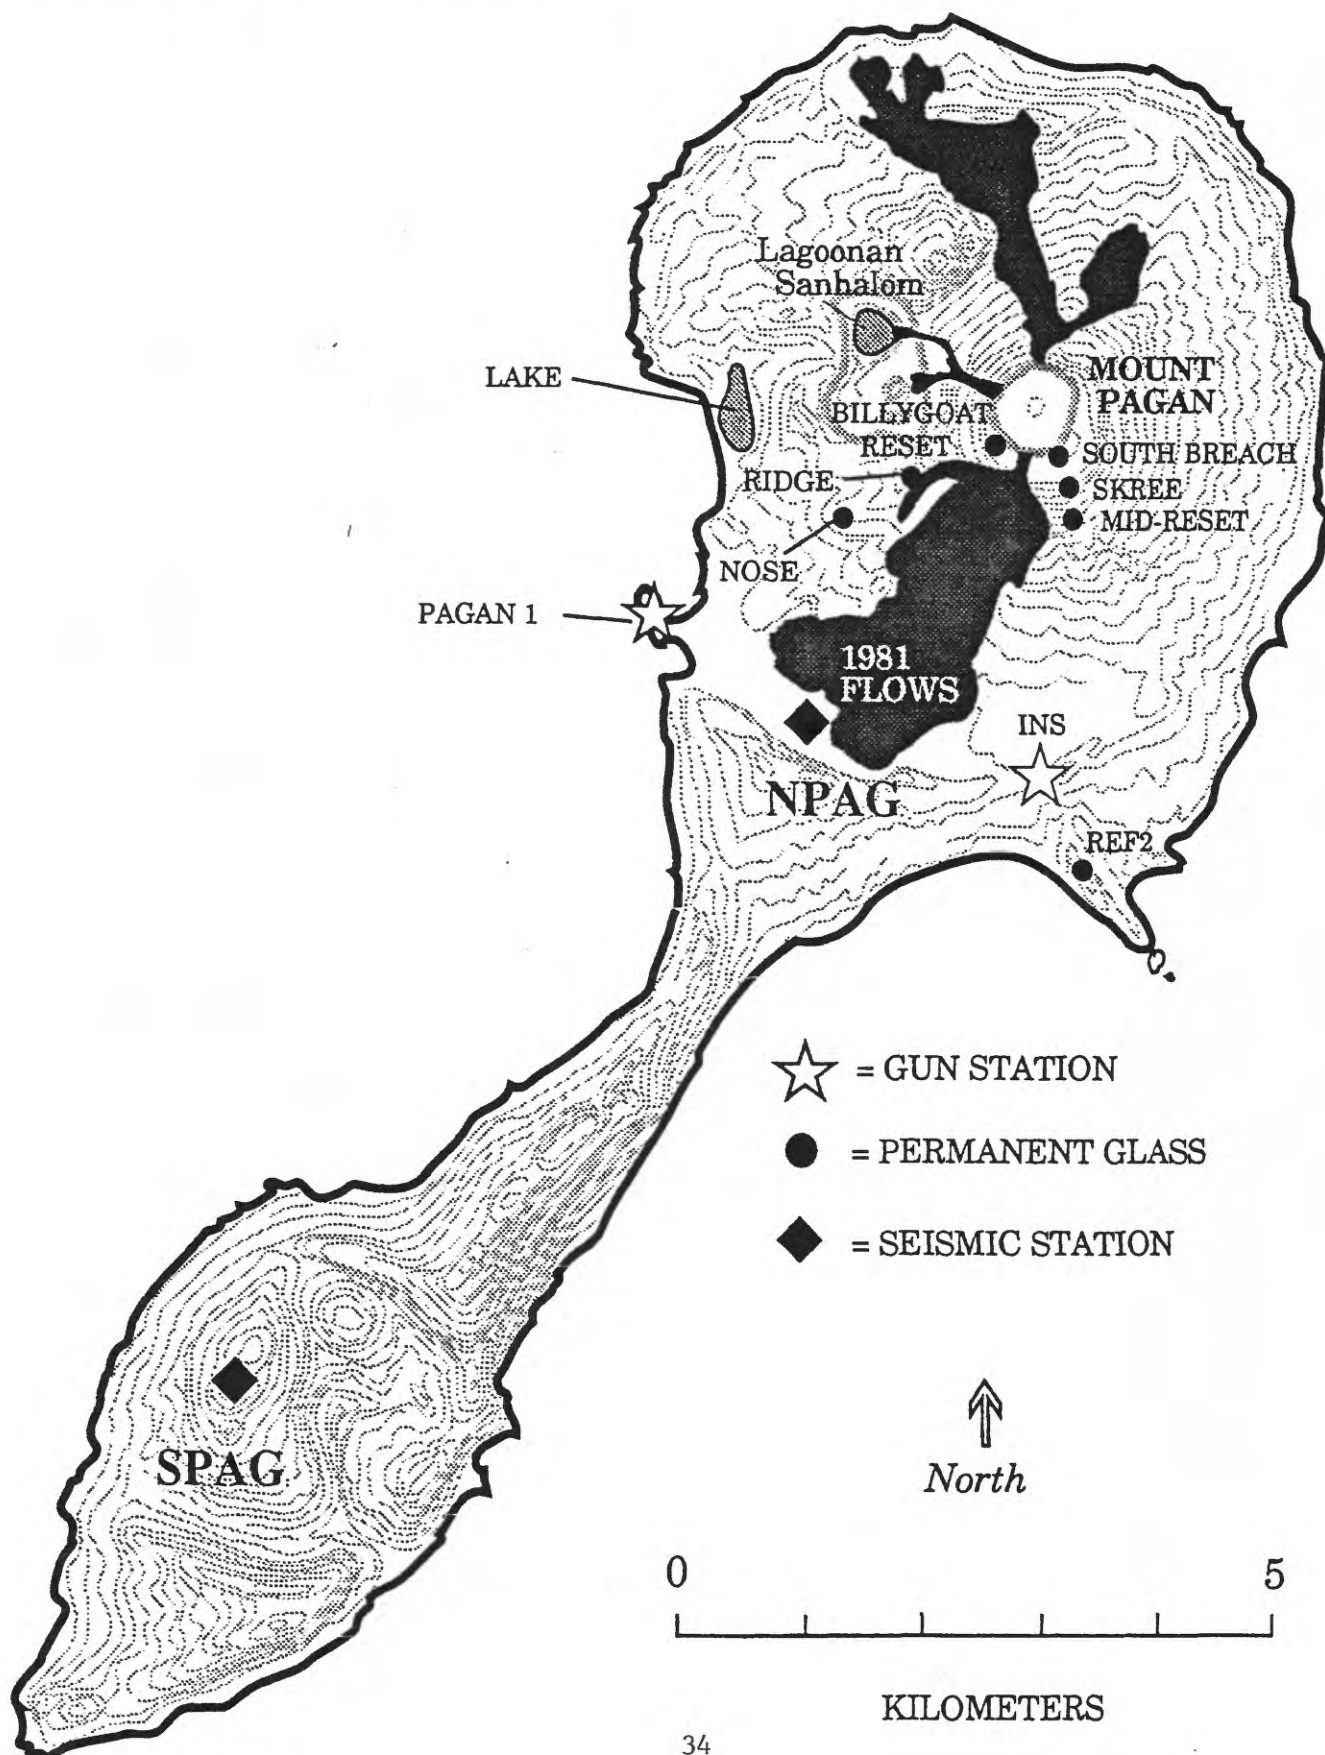 Lagoonan
Sanhalom
LAKE
MOUNT
PAGAN
BILLYGOAT
RESET
SOUTH BREACH
RIDGE
SKREE
MID-RESET
NOSE
PAGAN 1
1981
FLOWS
INS
NPAG
REF2
= GUN STATION
= PERMANENT GLASS
= SEISMIC STATION
SPAG
North
0
5
KILOMETERS
34